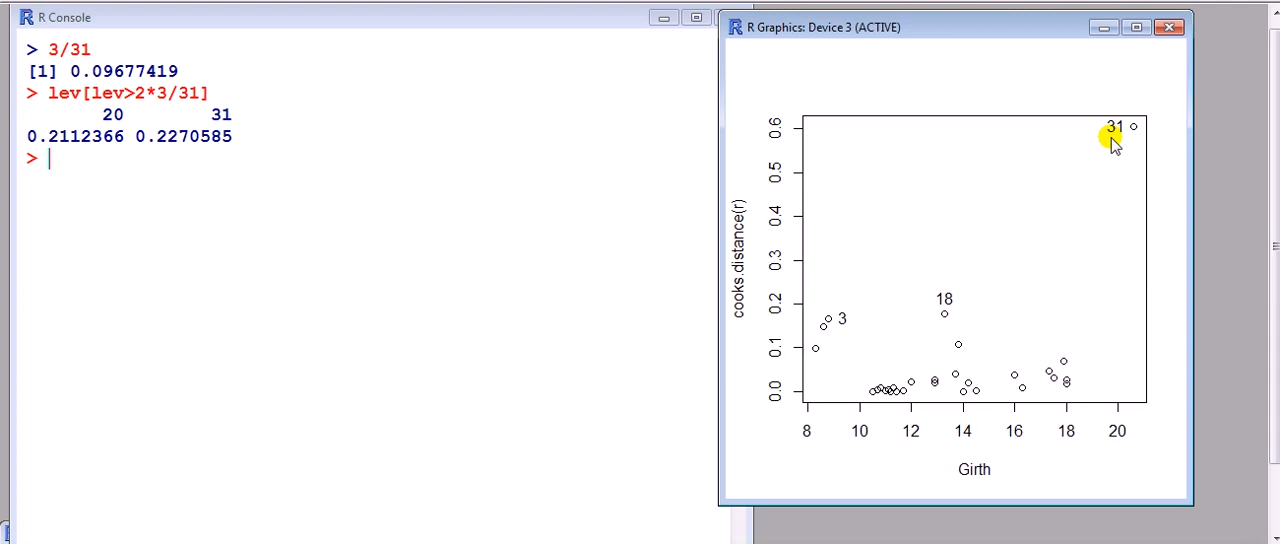 R Console
> 3/31
[1] 0.09677419
> lev[lev>2*3/31]
20 31
0.2112366 0.2270585
>
R Graphics: Device 3 (ACTIVE)
31
18
3
cooks.distance(r)
0.6
0.5
0.4
0.3
0.2
0.1
0.0
8 10 12 14 16 18 20
Girth